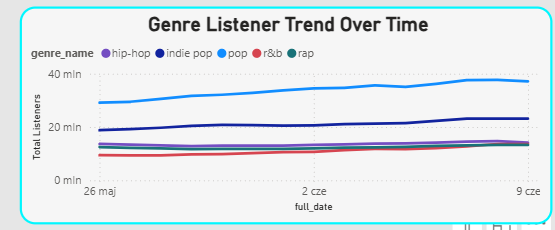 Genre Listener Trend Over Time
genre_name hip-hop indie pop pop r&b rap
Total Listeners
40 mln
20 mln
0 mln
26 maj 2 cze 9 cze
full_date